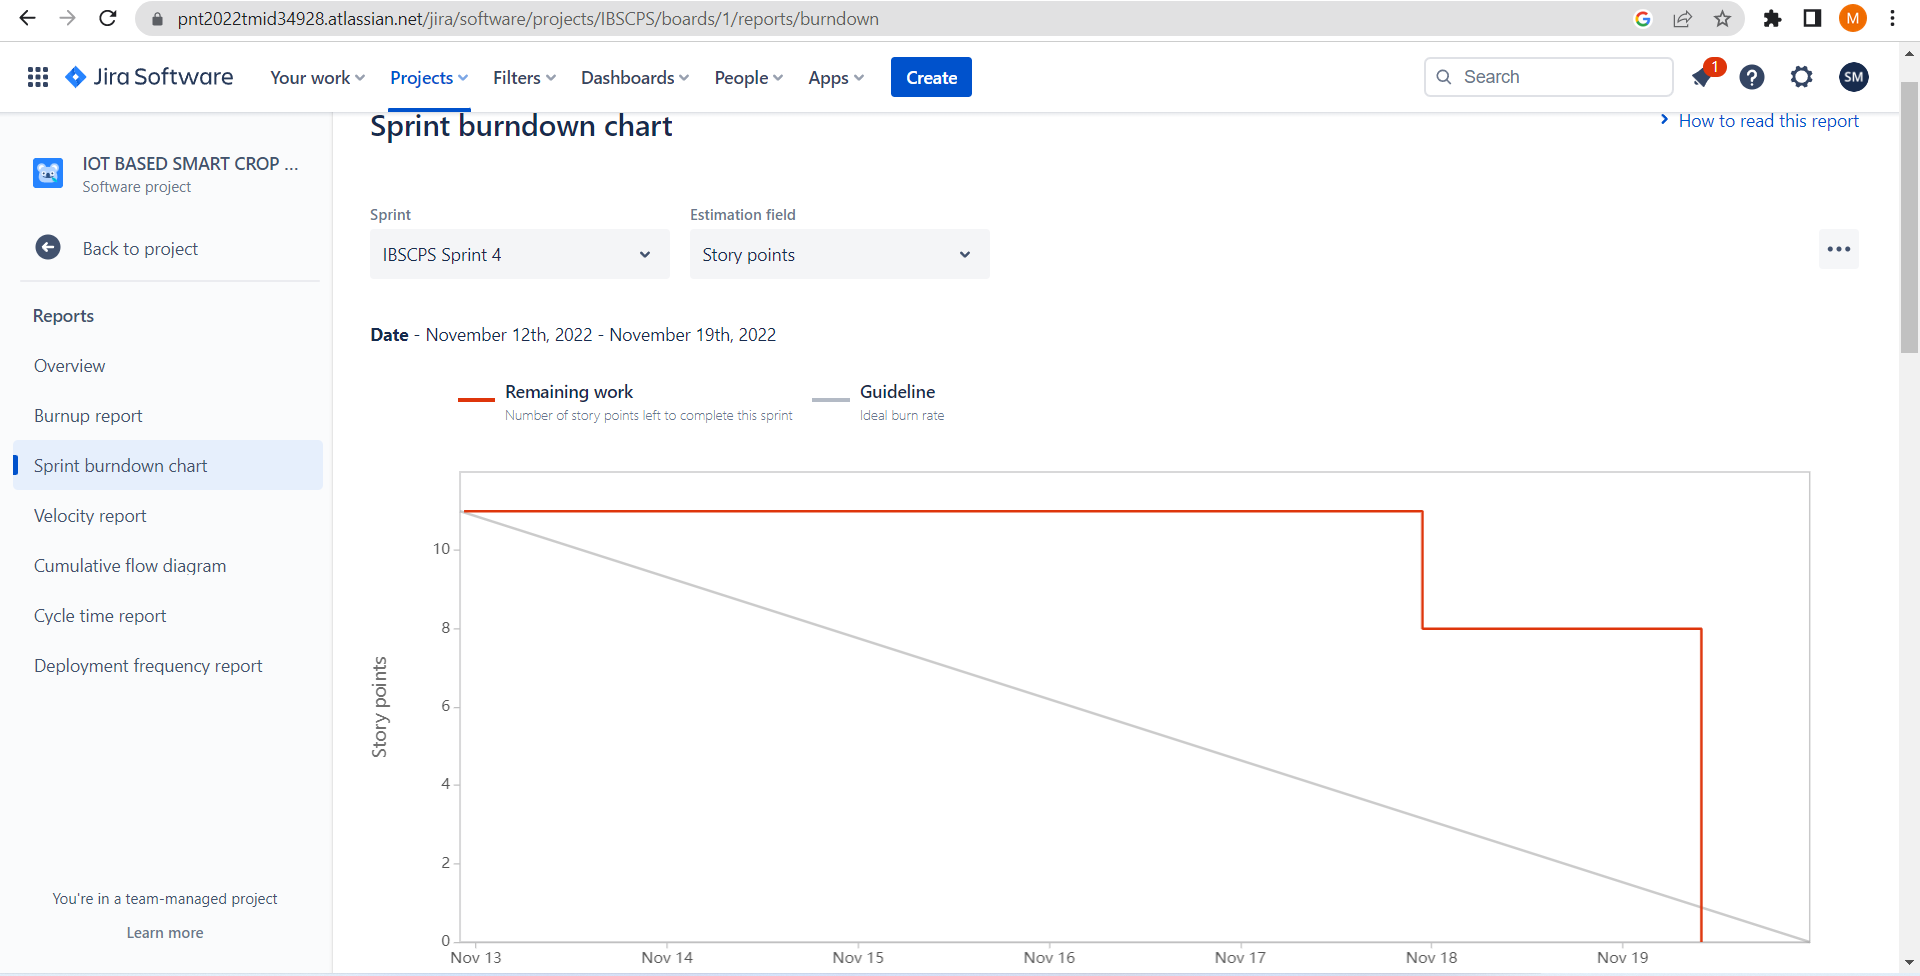 pnt2022tmid34928.atlassian.net/jira/software/projects/IBSCPS/boards/1/reports/burndown
G
M
Jira Software
Your work
Projects
Filters
Dashboards
People
Apps
Create
Search
1
?
SM
IOT BASED SMART CROP ...
Software project
Back to project
Reports
Overview
Burnup report
Sprint burndown chart
Velocity report
Cumulative flow diagram
Cycle time report
Deployment frequency report
You're in a team-managed project
Learn more
Sprint burndown chart
How to read this report
Sprint
IBSCPS Sprint 4
Estimation field
Story points
Date - November 12th, 2022 - November 19th, 2022
Remaining work
Number of story points left to complete this sprint
Guideline
Ideal burn rate
Story points
10
8
6
4
2
0
Nov 13
Nov 14
Nov 15
Nov 16
Nov 17
Nov 18
Nov 19